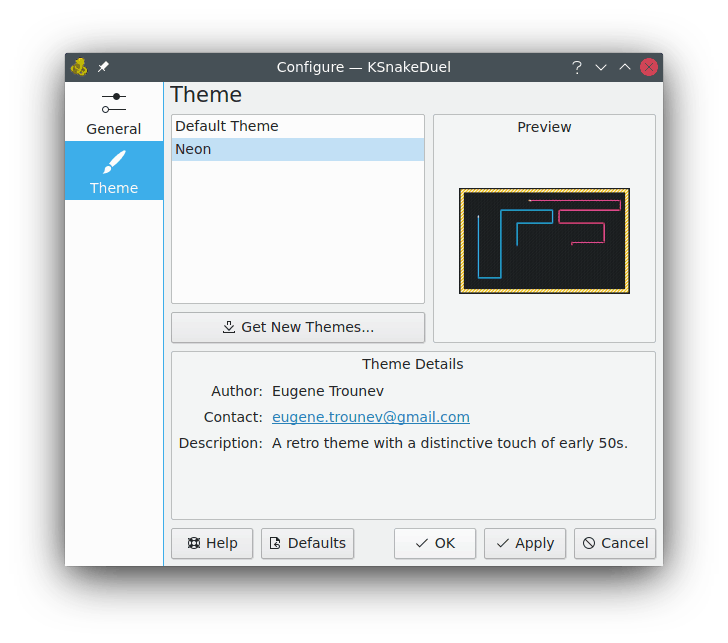 Configure — KSnakeDuel
General
Theme
Theme
Default Theme
Neon
Get New Themes...
Preview
Theme Details
Author: Eugene Trounev
Contact: eugene.trounev@gmail.com
Description: A retro theme with a distinctive touch of early 50s.
Help Defaults OK Apply Cancel